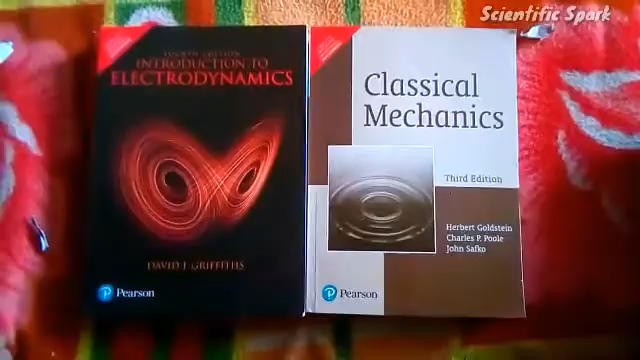 Scientific Spark
FOURTH EDITION
INTRODUCTION TO
ELECTRODYNAMICS
DAVID J. GRIFFITHS
Pearson
Classical
Mechanics
Third Edition
Herbert Goldstein
Charles P. Poole
John Safko
Pearson